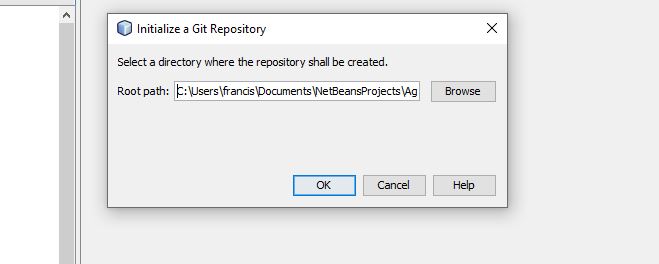 Initialize a Git Repository
Select a directory where the repository shall be created.
Root path: C:\Users\francis\Documents\NetBeansProjects\Ag Browse
OK Cancel Help